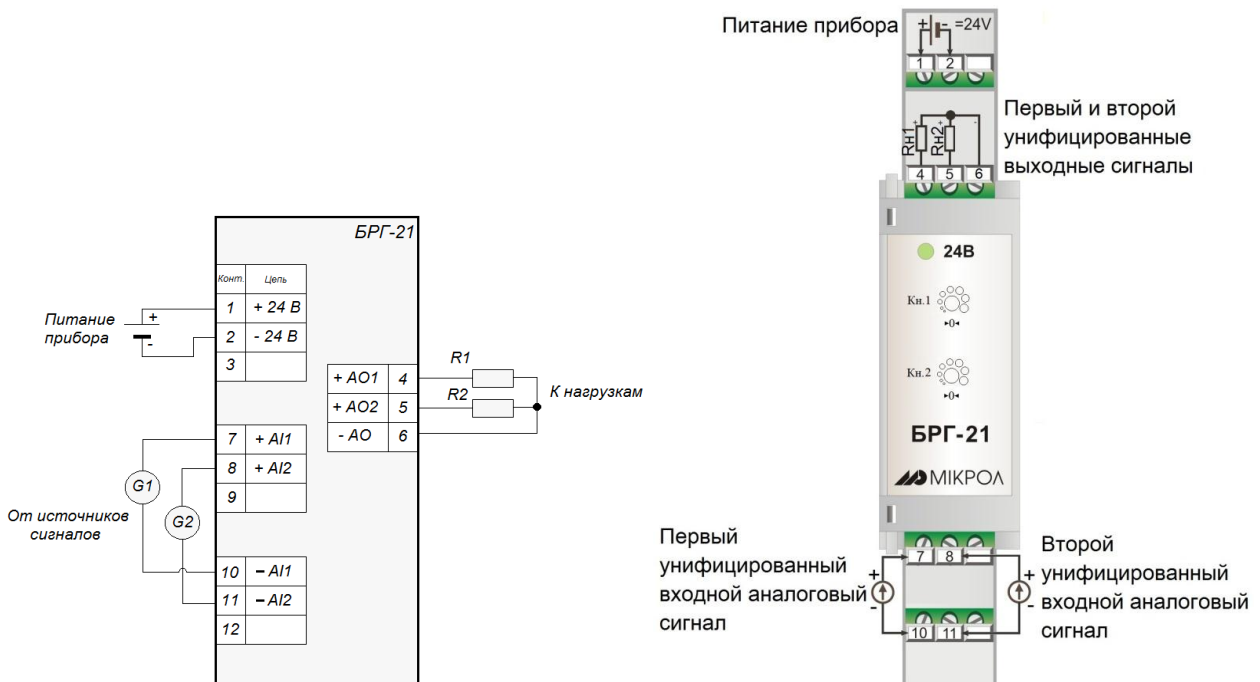 БРГ-21
Конт. Цепь
1 + 24 В
2 - 24 В
3
Питание
прибора
+
-
+ AO1 4
+ AO2 5
- AO 6
R1
R2
К нагрузкам
7 + AI1
8 + AI2
9
G1
G2
От источников
сигналов
10 – AI1
11 – AI2
12
Питание прибора
+ - =24V
1 2
Первый и второй
унифицированные
выходные сигналы
Rн1 +
Rн2 +
-
4 5 6
24В
Кн.1
▸0◂
Кн.2
▸0◂
БРГ-21
МІКРОЛ
7 8
Первый
унифицированный
входной аналоговый
сигнал
+
-
Второй
унифицированный
входной аналоговый
сигнал
+
-
10 11